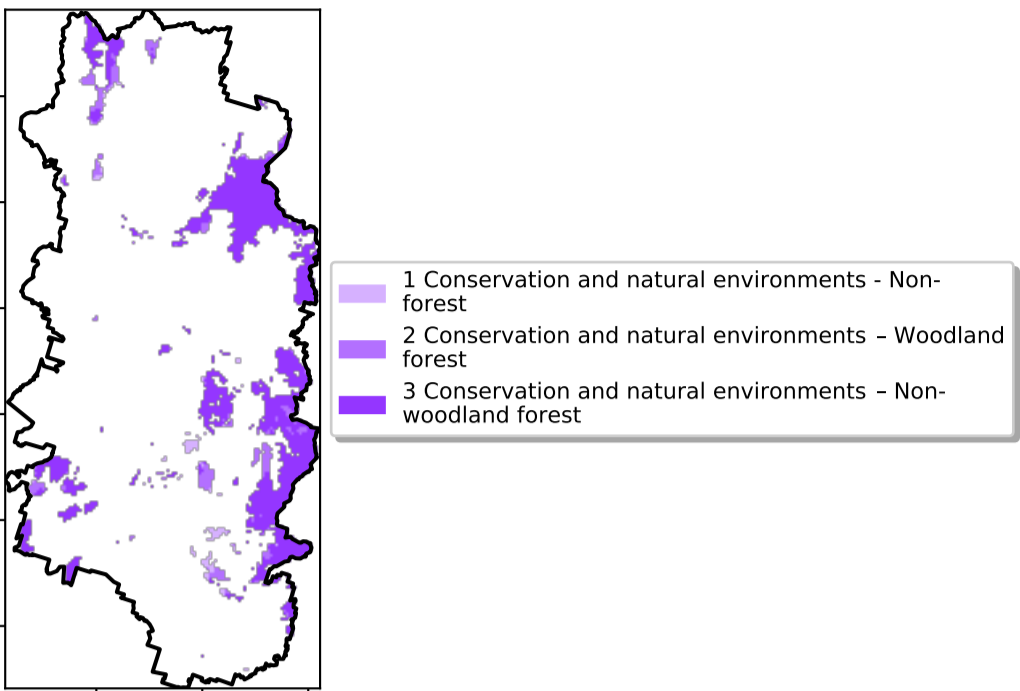 1 Conservation and natural environments - Non-
forest
2 Conservation and natural environments – Woodland
forest
3 Conservation and natural environments – Non-
woodland forest